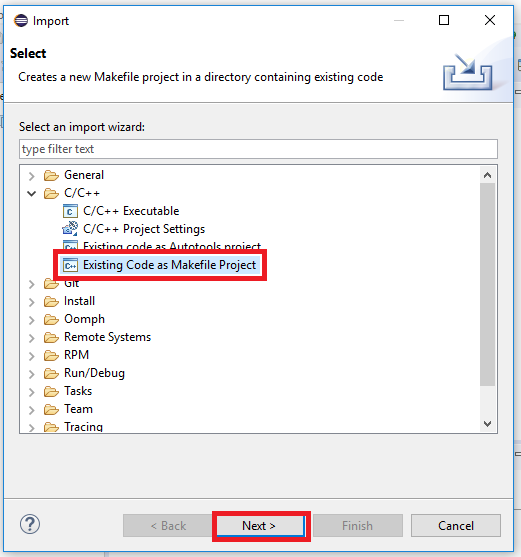 Import
Select
Creates a new Makefile project in a directory containing existing code
Select an import wizard:
type filter text
General
C/C++
C/C++ Executable
C/C++ Project Settings
Existing code as Autotools project
Existing Code as Makefile Project
Git
Install
Oomph
Remote Systems
RPM
Run/Debug
Tasks
Team
Tracing
< Back Next > Finish Cancel